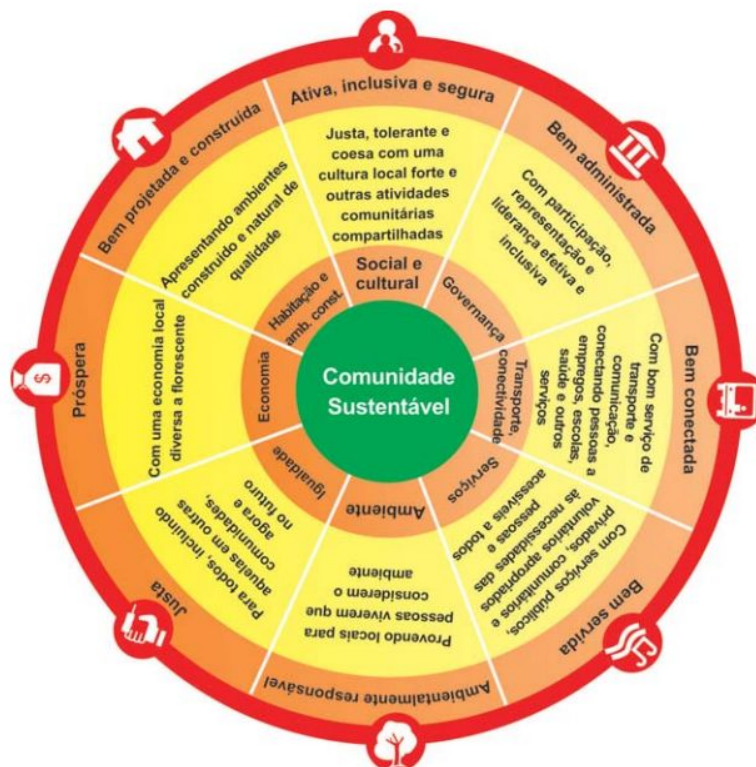 Comunidade
Sustentável
Ativa, inclusiva e segura
Justa, tolerante e
coesa com uma
cultura local forte e
outras atividades
comunitárias
compartilhadas
Social e
cultural
Bem administrada
Com participação,
representação e
liderança efetiva e
inclusiva
Governança
Bem conectada
Com bom serviço de
transporte e
comunicação,
conectando pessoas a
empregos, escolas,
saúde e outros
serviços
Transporte,
conectividade
Bem servida
Com serviços públicos,
privados, comunitários e
voluntários apropriados
às necessidades das
pessoas e
acessíveis a todos
Serviços
Ambientalmente responsável
Provendo locais para
pessoas viverem que
considerem o
ambiente
Ambiente
Justa
Para todos, incluindo
aquelas em outras
comunidades,
agora e
no futuro
Igualdade
Próspera
$
Com uma economia local
diversa a florescente
Economia
Bem projetada e construída
Apresentando ambientes
construído e natural de
qualidade
Habitação e
amb. const.